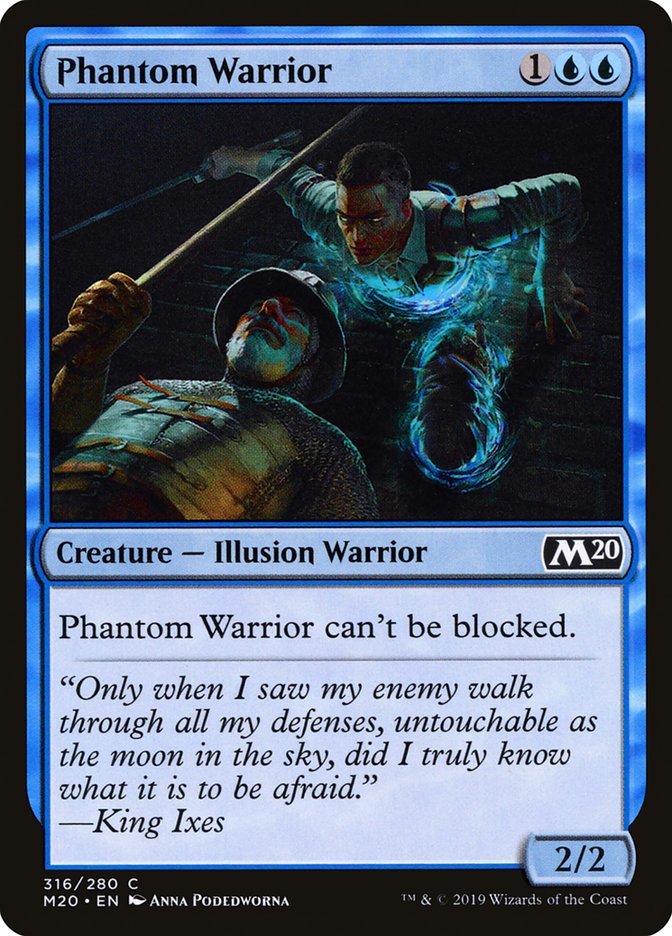 Phantom Warrior 1
Creature — Illusion Warrior M20
Phantom Warrior can't be blocked.
“Only when I saw my enemy walk
through all my defenses, untouchable as
the moon in the sky, did I truly know
what it is to be afraid.”
—King Ixes
2/2
316/280 C
M20 • EN Anna Podedworna
™ & © 2019 Wizards of the Coast